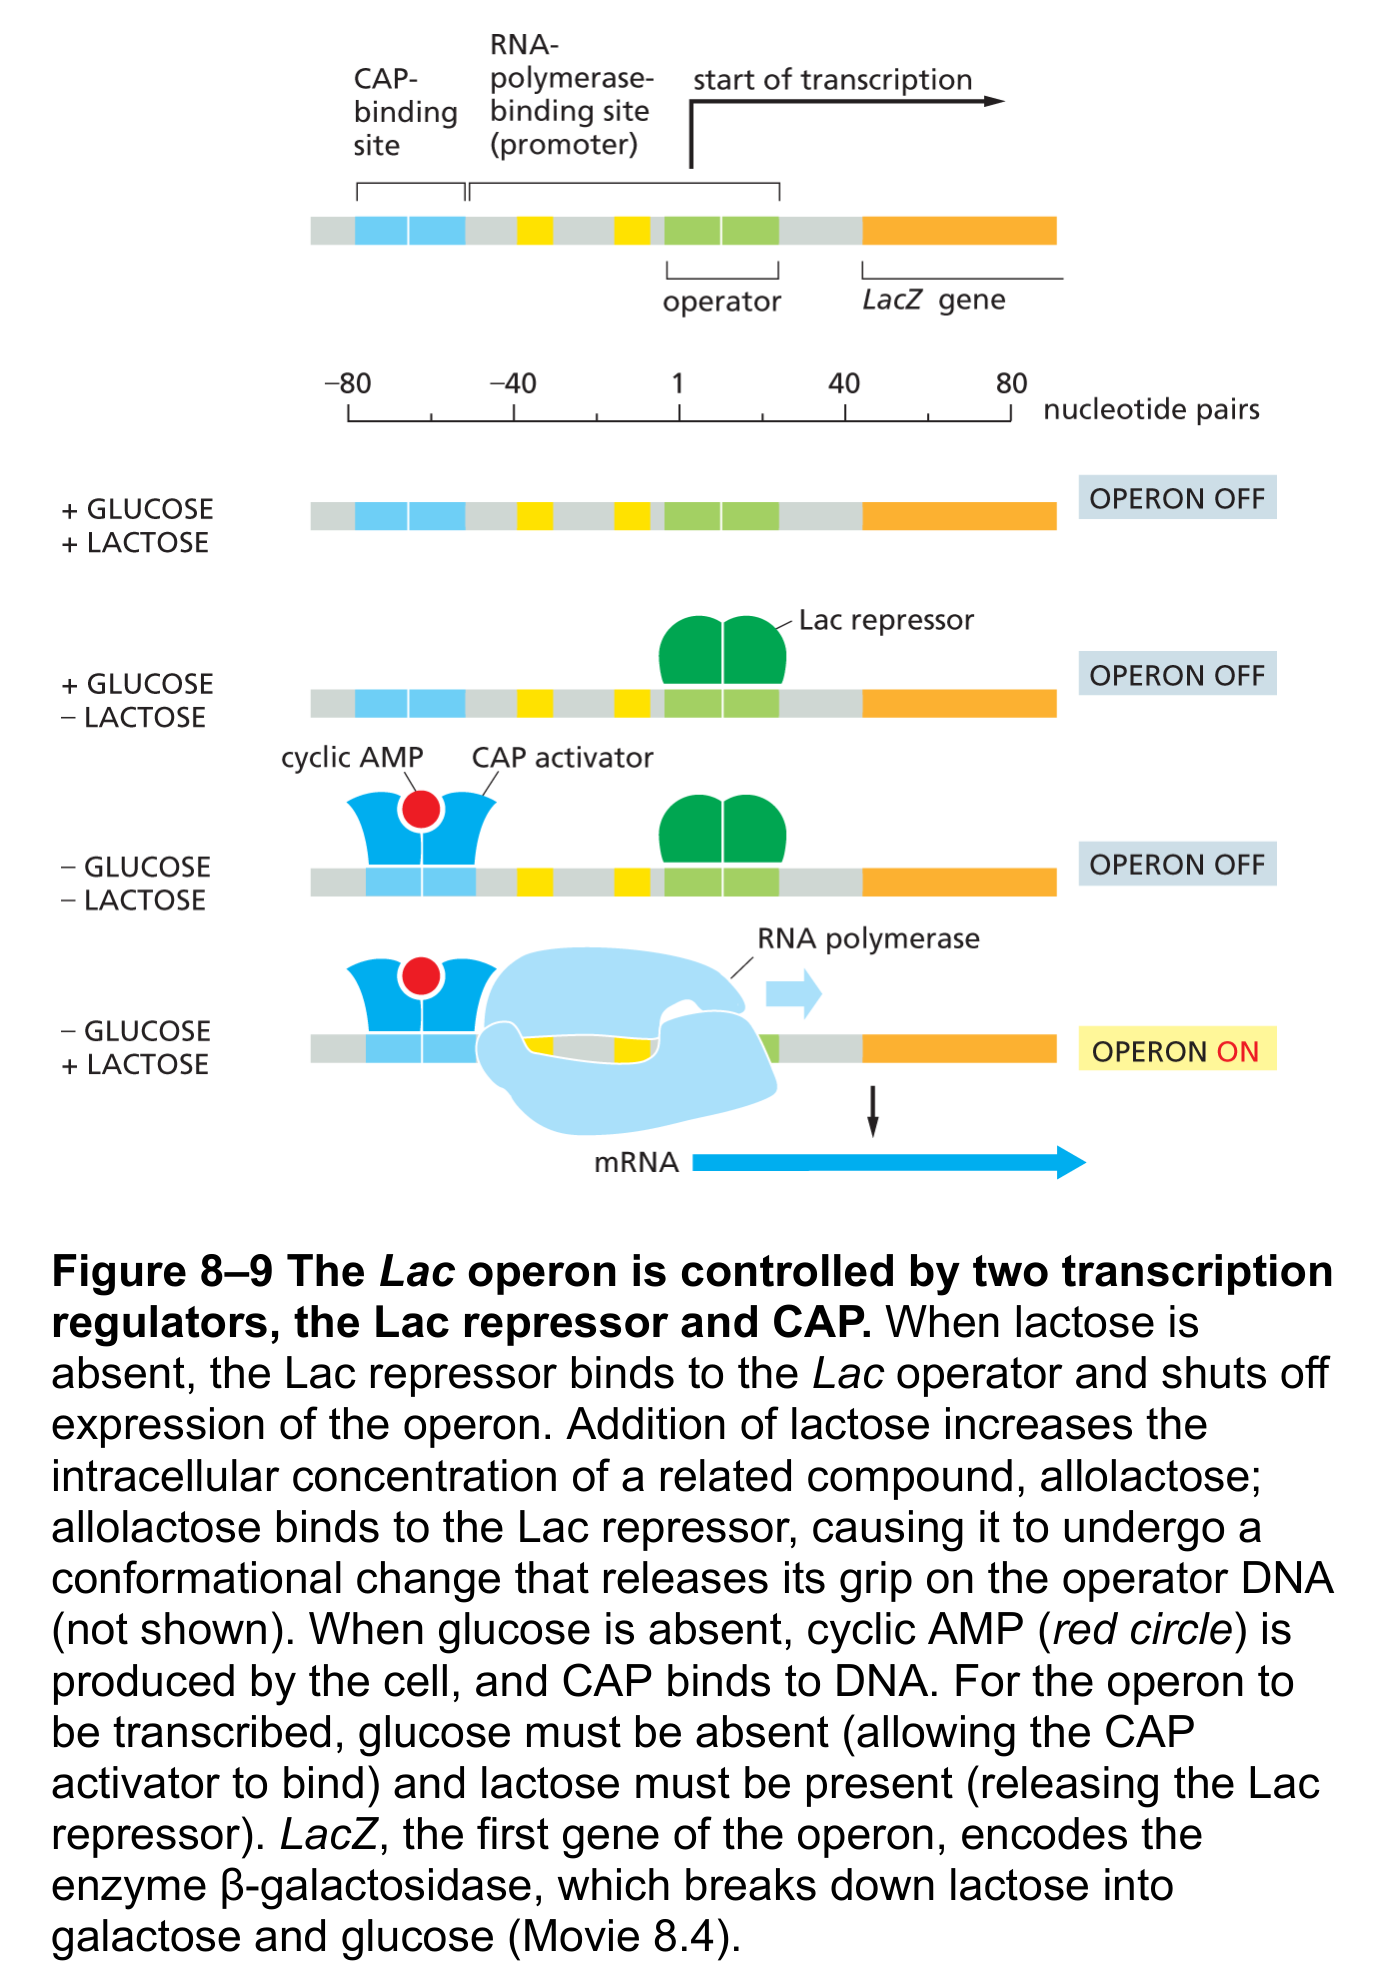 RNA-
polymerase-
binding site
(promoter)
CAP-
binding
site
start of transcription
operator
LacZ gene
–80
–40
1
40
80
nucleotide pairs
+ GLUCOSE
+ LACTOSE
OPERON OFF
Lac repressor
+ GLUCOSE
– LACTOSE
OPERON OFF
cyclic AMP
CAP activator
– GLUCOSE
– LACTOSE
OPERON OFF
RNA polymerase
– GLUCOSE
+ LACTOSE
OPERON ON
mRNA
Figure 8–9 The Lac operon is controlled by two transcription
regulators, the Lac repressor and CAP. When lactose is
absent, the Lac repressor binds to the Lac operator and shuts off
expression of the operon. Addition of lactose increases the
intracellular concentration of a related compound, allolactose;
allolactose binds to the Lac repressor, causing it to undergo a
conformational change that releases its grip on the operator DNA
(not shown). When glucose is absent, cyclic AMP (red circle) is
produced by the cell, and CAP binds to DNA. For the operon to
be transcribed, glucose must be absent (allowing the CAP
activator to bind) and lactose must be present (releasing the Lac
repressor). LacZ, the first gene of the operon, encodes the
enzyme β-galactosidase, which breaks down lactose into
galactose and glucose (Movie 8.4).